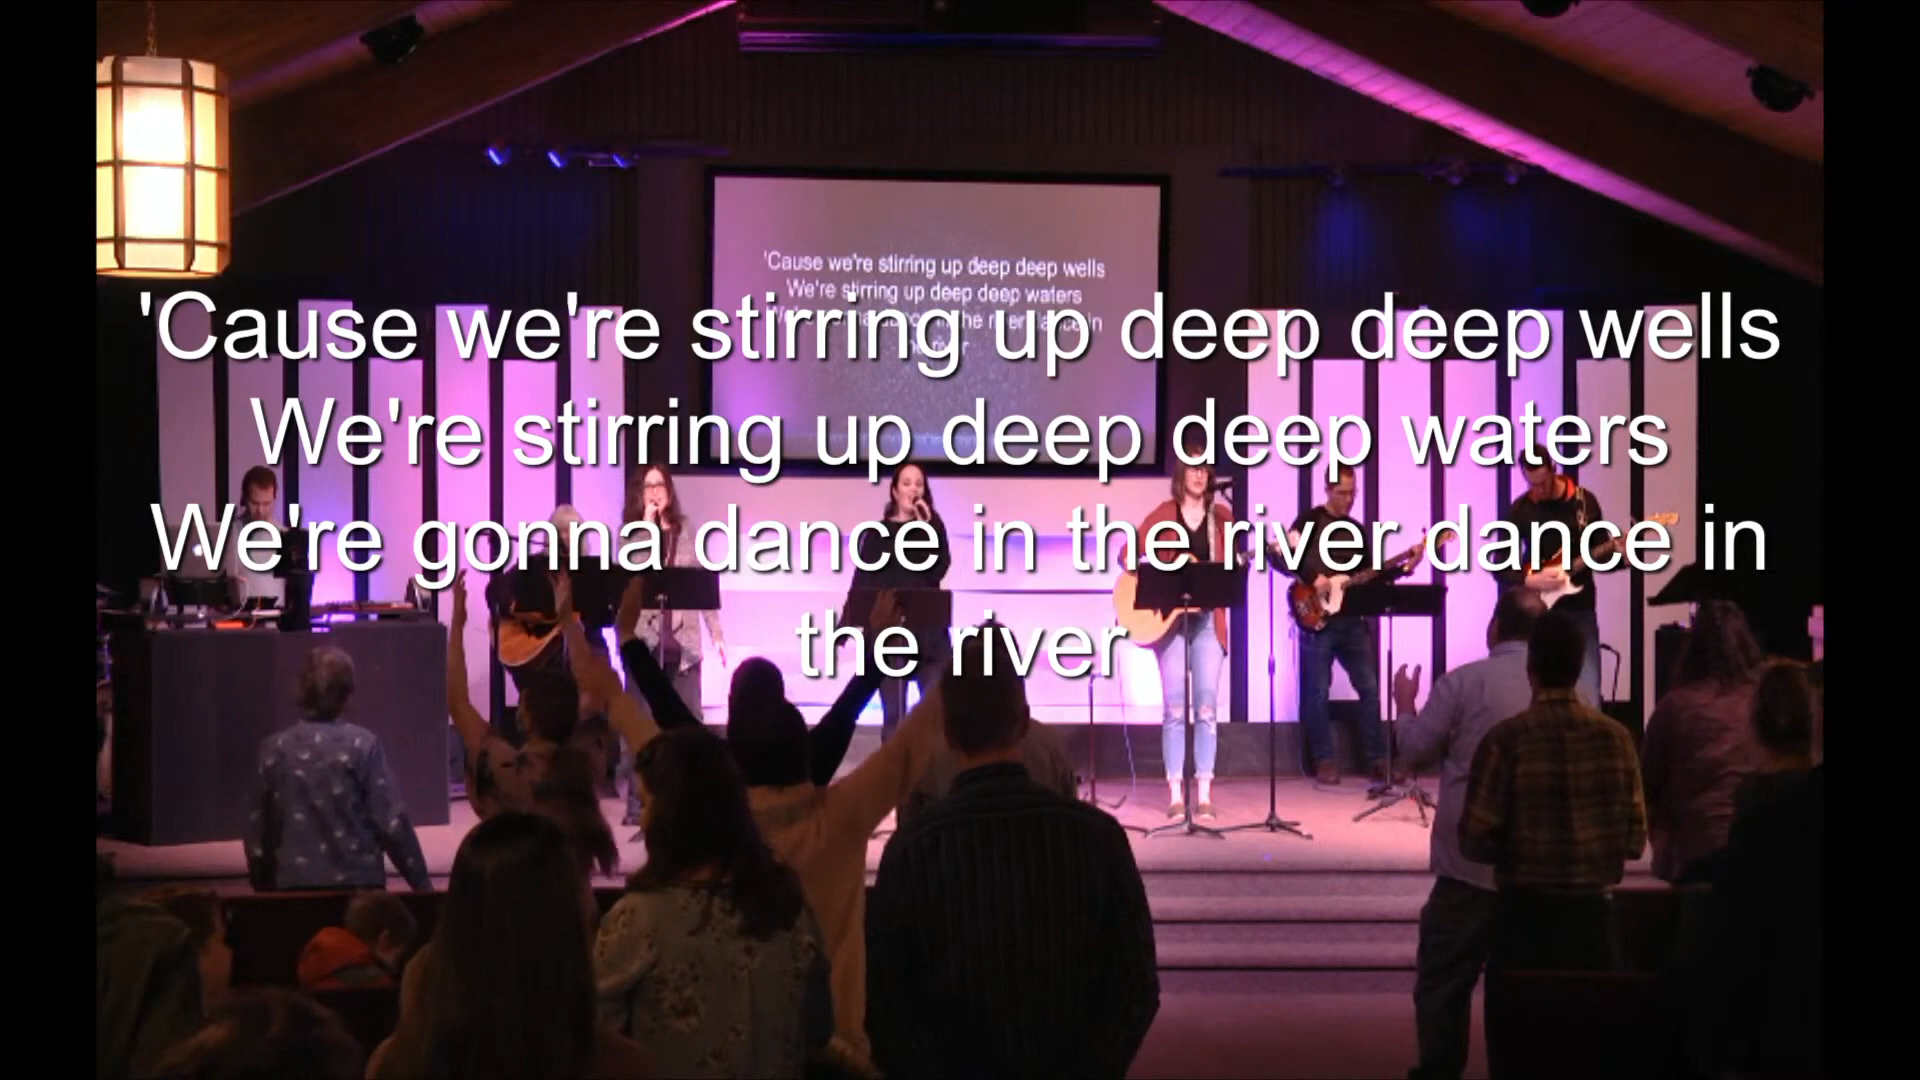 'Cause we're stirring up deep deep wells
We're stirring up deep deep waters
'Cause we're stirring up deep deep wells
We're stirring up deep deep waters
We're gonna dance in the river dance in
the river